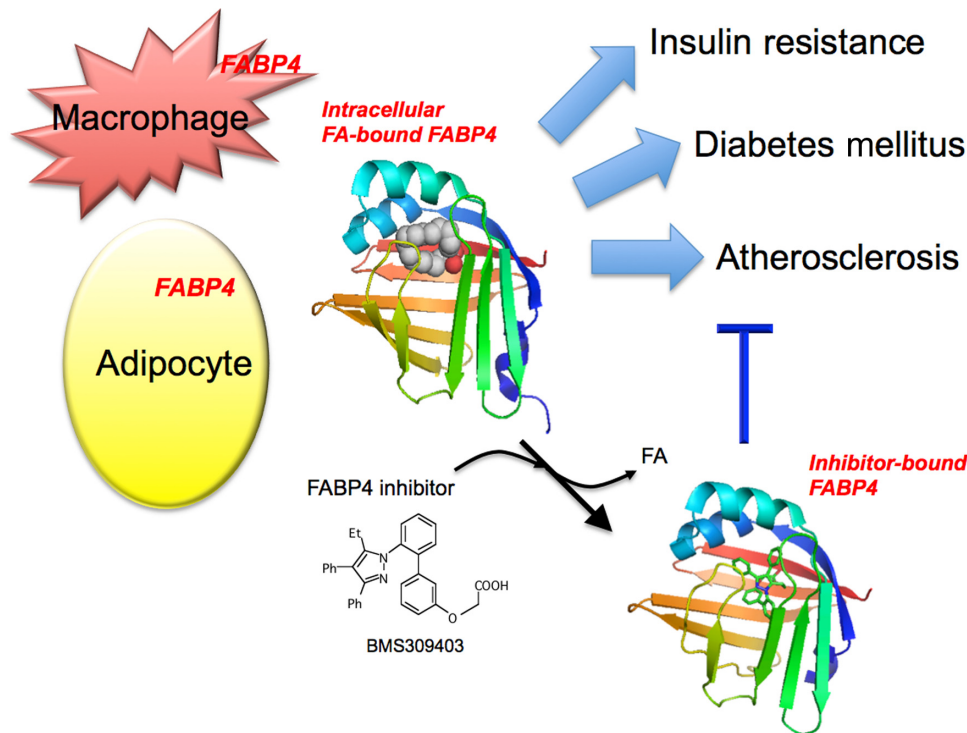 FABP4
Macrophage
Intracellular
FA-bound FABP4
Insulin resistance
Diabetes mellitus
Atherosclerosis
FABP4
Adipocyte
FABP4 inhibitor
FA
Inhibitor-bound
FABP4
Et
N
N
Ph
Ph
COOH
O
BMS309403